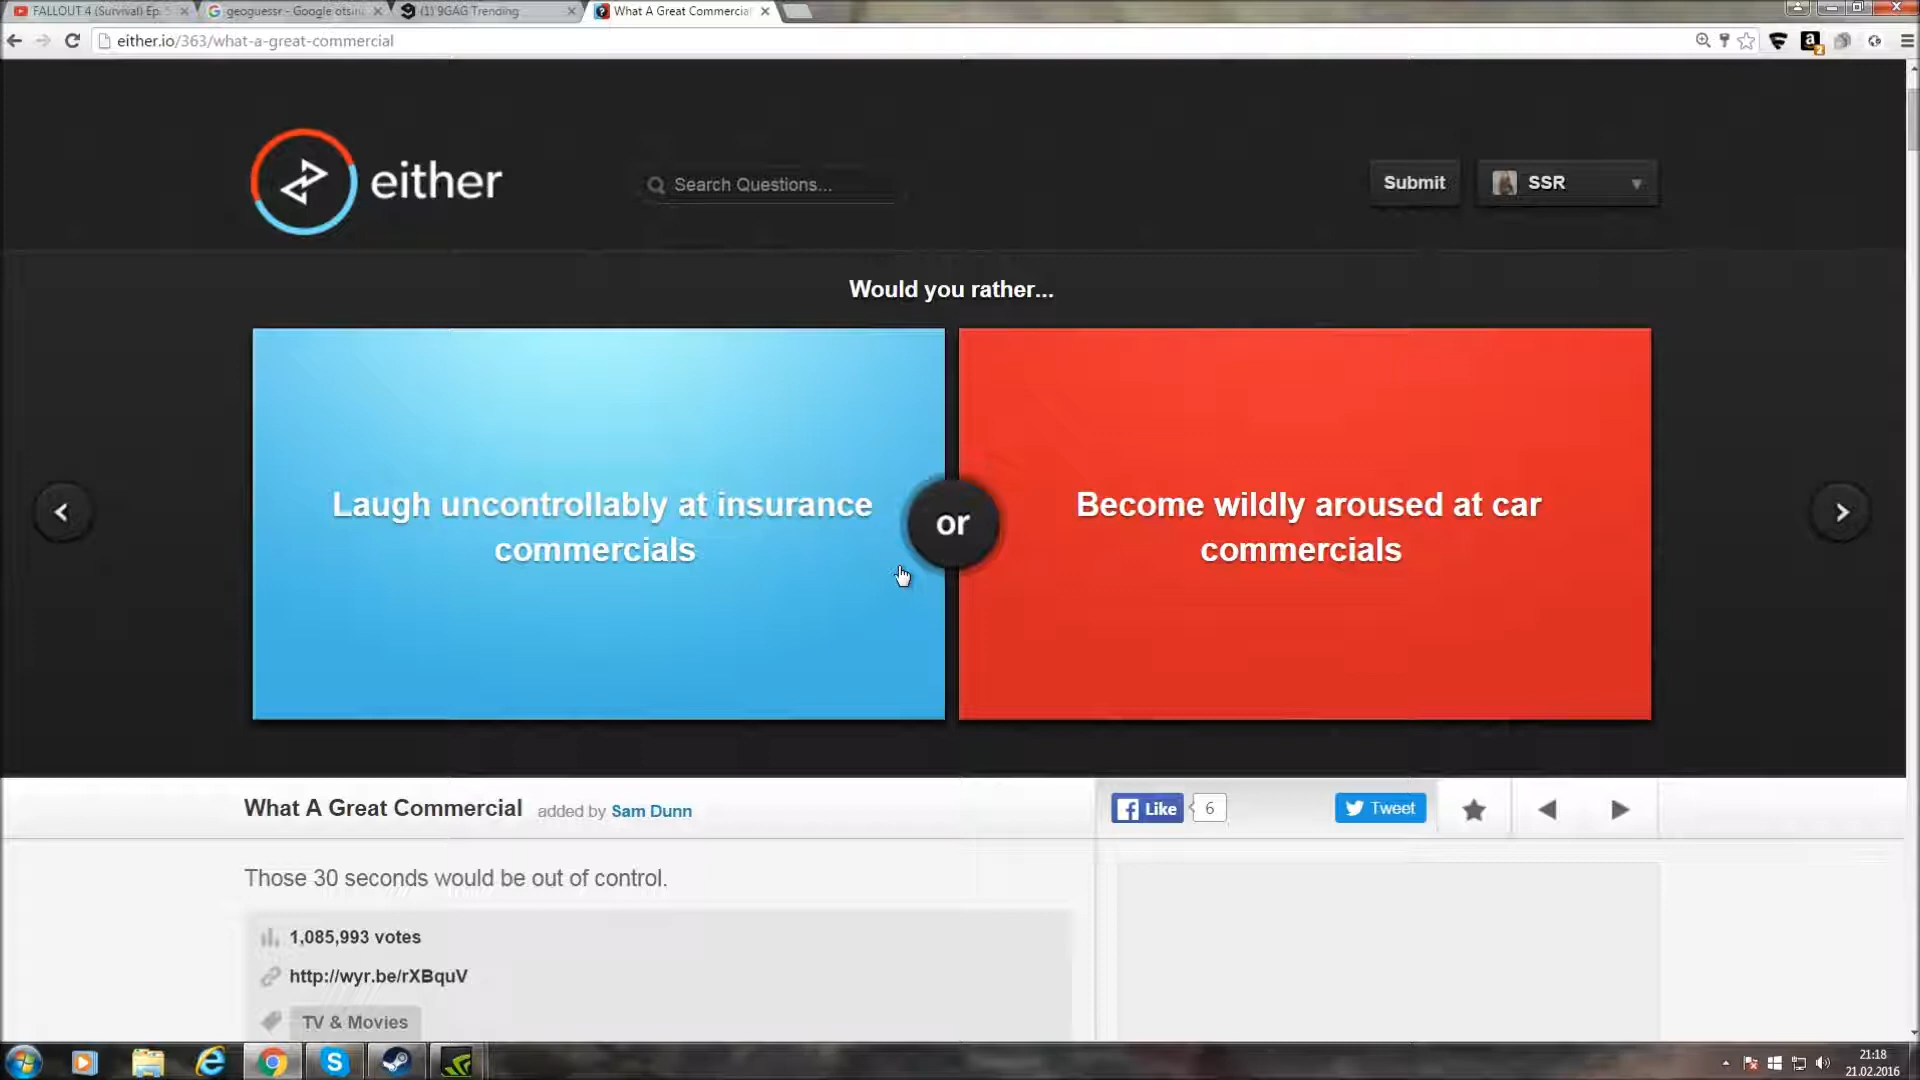 FALLOUT 4 (Survival) Ep.
geoguessr - Google otsin
(1) 9GAG Trending
What A Great Commercia
either.io/363/what-a-great-commercial
either
Search Questions...
Submit
SSR
Would you rather...
Laugh uncontrollably at insurance
commercials
or
Become wildly aroused at car
commercials
What A Great Commercial
added by Sam Dunn
Like
6
Tweet
Those 30 seconds would be out of control.
1,085,993 votes
http://wyr.be/rXBquV
TV & Movies
21:18
21.02.2016